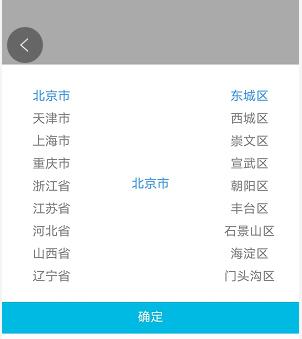 北京市
天津市
上海市
重庆市
浙江省
江苏省
河北省
山西省
辽宁省
北京市
东城区
西城区
崇文区
宣武区
朝阳区
丰台区
石景山区
海淀区
门头沟区
确定